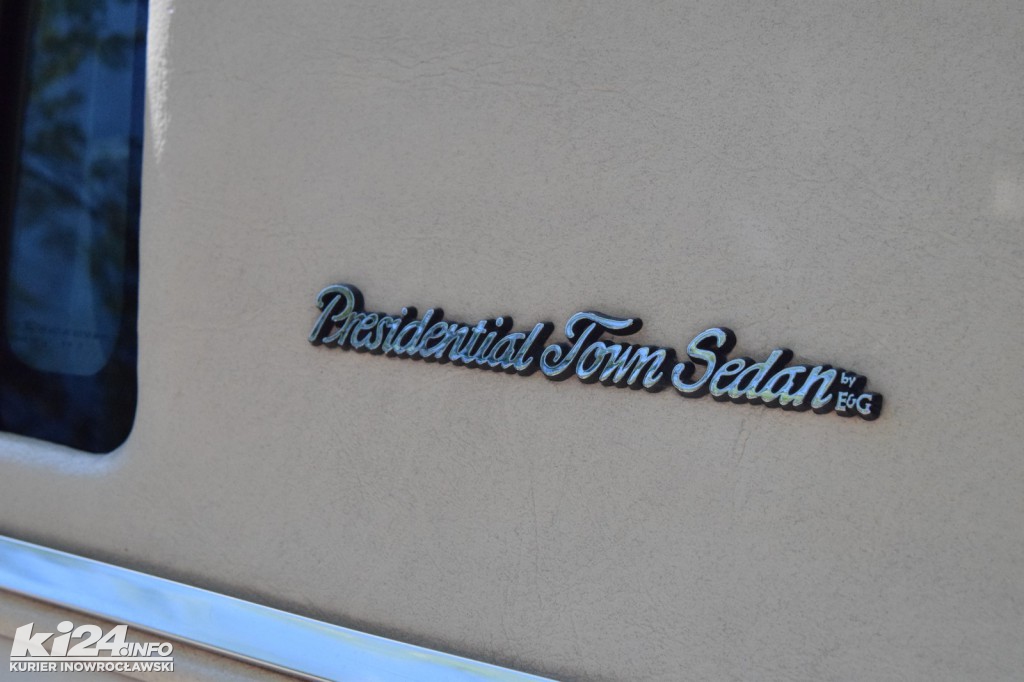 Presidential Town Sedan by
E&G
ki24.INFO
KURIER INOWROCŁAWSKI